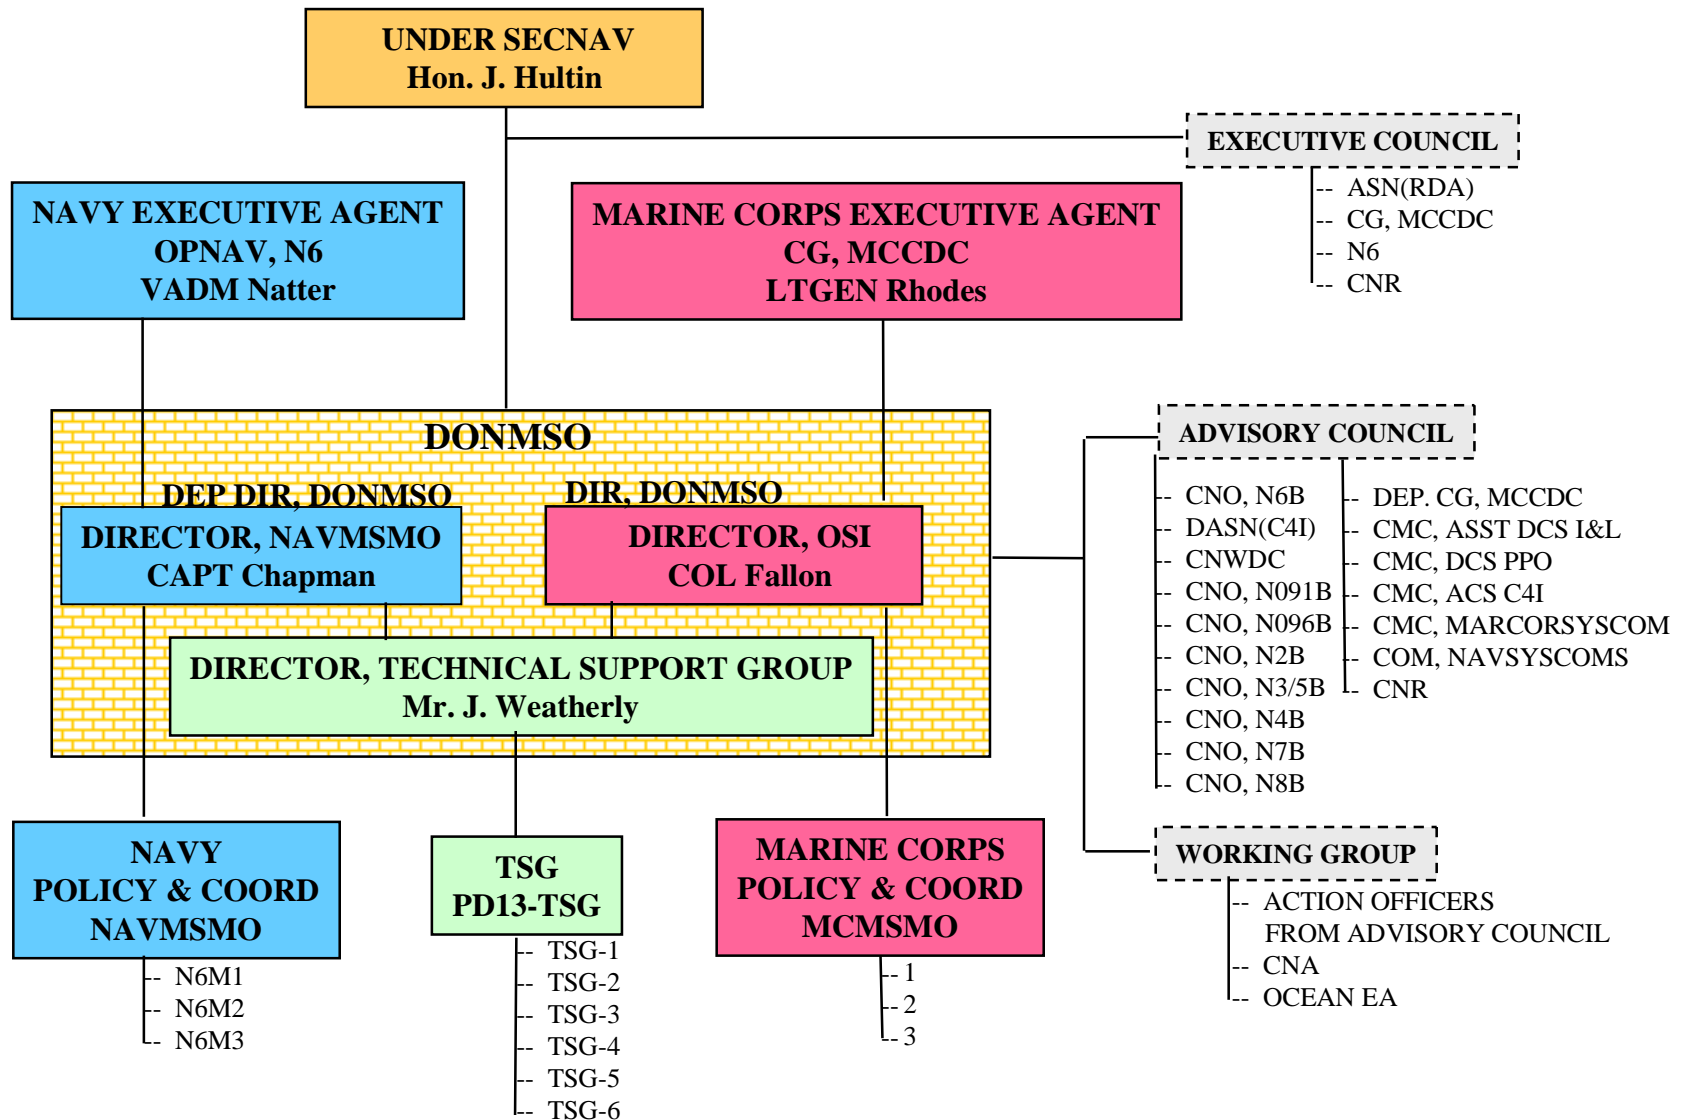 UNDER SECNAV
Hon. J. Hultin
EXECUTIVE COUNCIL
-- ASN(RDA)
-- CG, MCCDC
-- N6
-- CNR
NAVY EXECUTIVE AGENT
OPNAV, N6
VADM Natter
MARINE CORPS EXECUTIVE AGENT
CG, MCCDC
LTGEN Rhodes
DONMSO
DEP DIR, DONMSO
DIRECTOR, NAVMSMO
CAPT Chapman
DIR, DONMSO
DIRECTOR, OSI
COL Fallon
DIRECTOR, TECHNICAL SUPPORT GROUP
Mr. J. Weatherly
ADVISORY COUNCIL
-- CNO, N6B
-- DASN(C4I)
-- CNWDC
-- CNO, N091B
-- CNO, N096B
-- CNO, N2B
-- CNO, N3/5B
-- CNO, N4B
-- CNO, N7B
-- CNO, N8B
-- DEP. CG, MCCDC
-- CMC, ASST DCS I&L
-- CMC, DCS PPO
-- CMC, ACS C4I
-- CMC, MARCORSYSCOM
-- COM, NAVSYSCOMS
-- CNR
NAVY
POLICY & COORD
NAVMSMO
-- N6M1
-- N6M2
-- N6M3
TSG
PD13-TSG
-- TSG-1
-- TSG-2
-- TSG-3
-- TSG-4
-- TSG-5
-- TSG-6
MARINE CORPS
POLICY & COORD
MCMSMO
-- 1
-- 2
-- 3
WORKING GROUP
-- ACTION OFFICERS
FROM ADVISORY COUNCIL
-- CNA
-- OCEAN EA